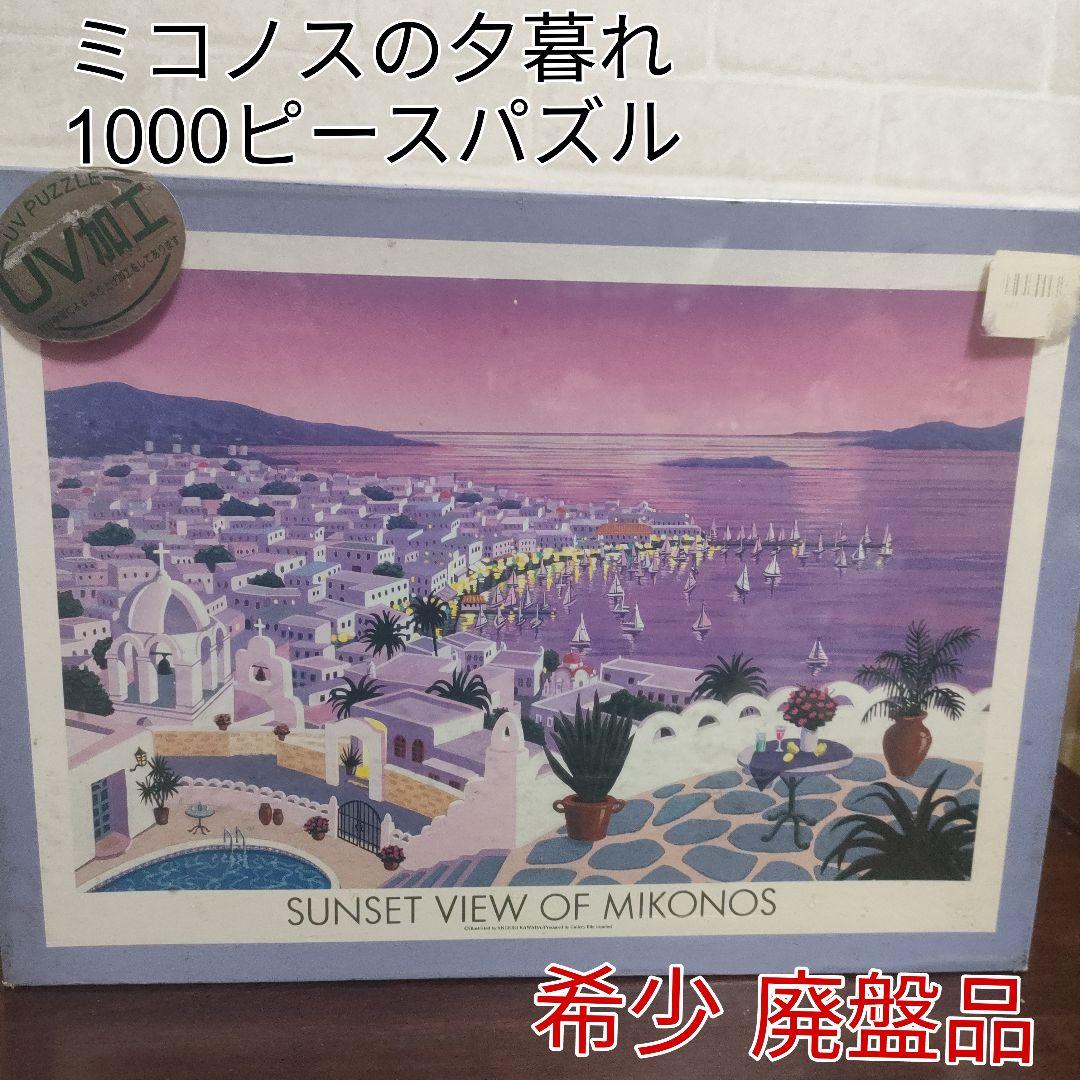 ミコノスの夕暮れ
1000ピースパズル
UV PUZZLE
UV加工
SUNSET VIEW OF MIKONOS
希少 廃盤品